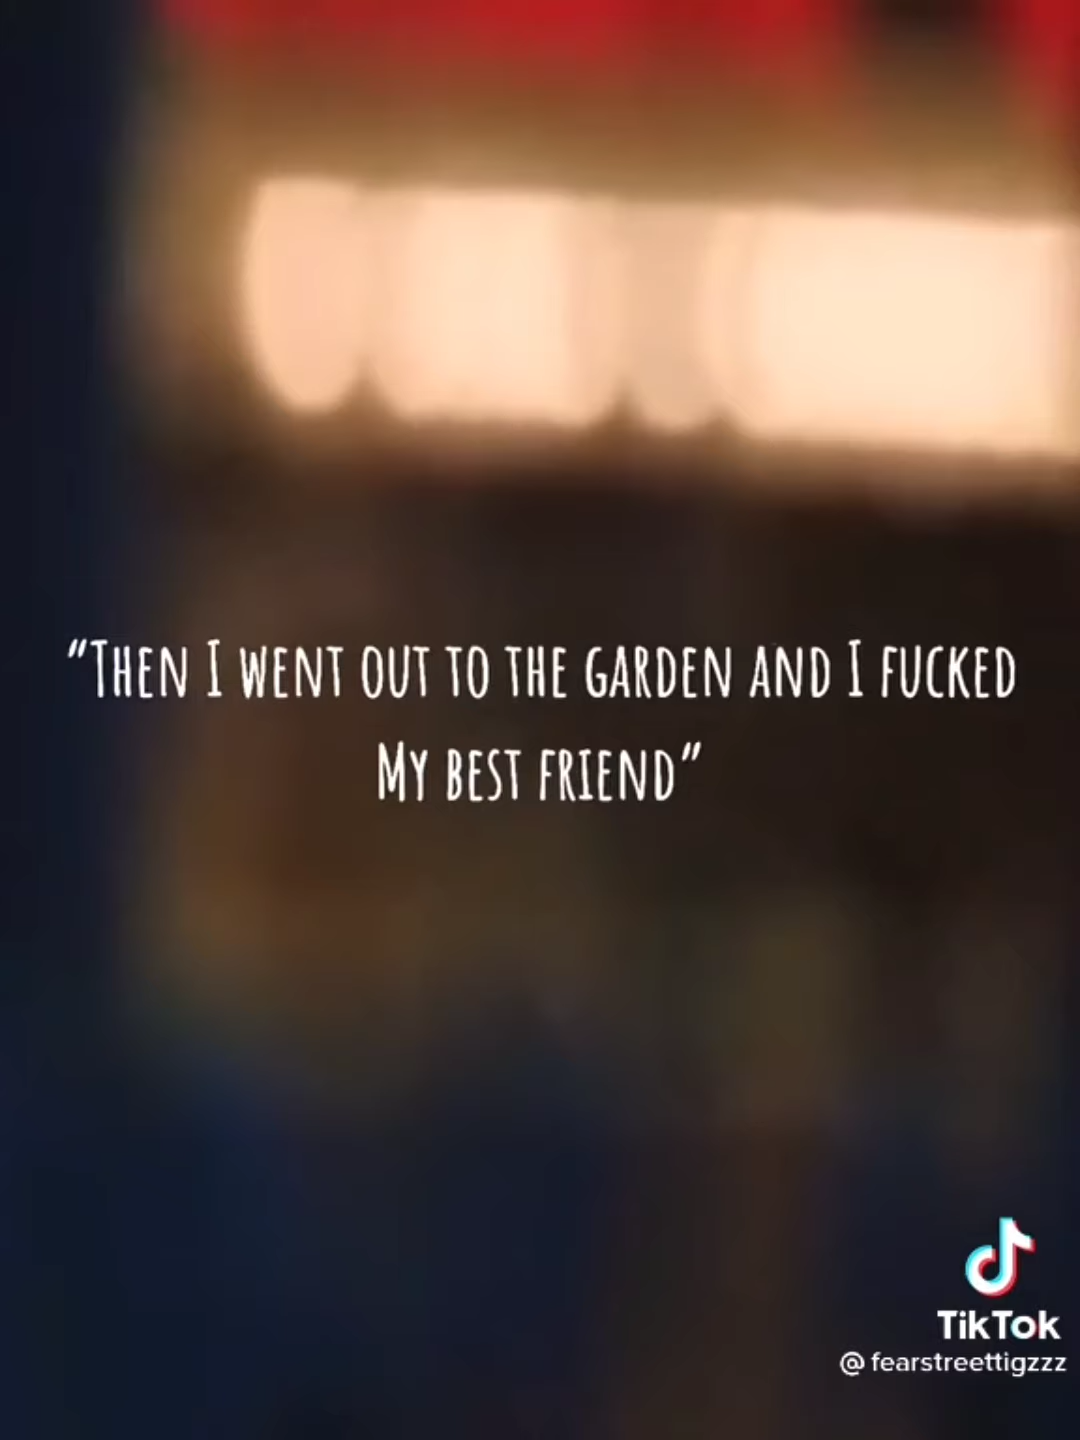 “Then I went out to the garden and I fucked
My best friend”
TikTok
@fearstreettigzzz